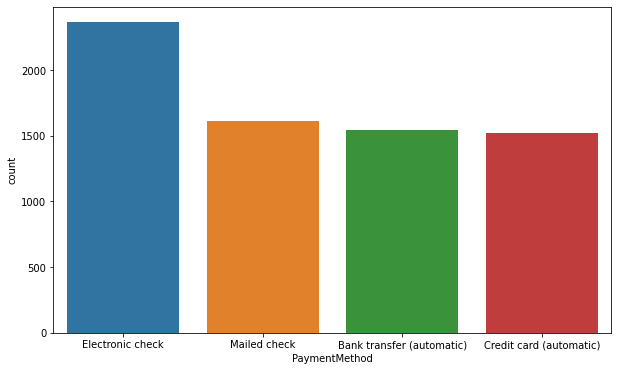 2000
1500
1000
500
0
count
Electronic check
Mailed check
Bank transfer (automatic)
Credit card (automatic)
PaymentMethod